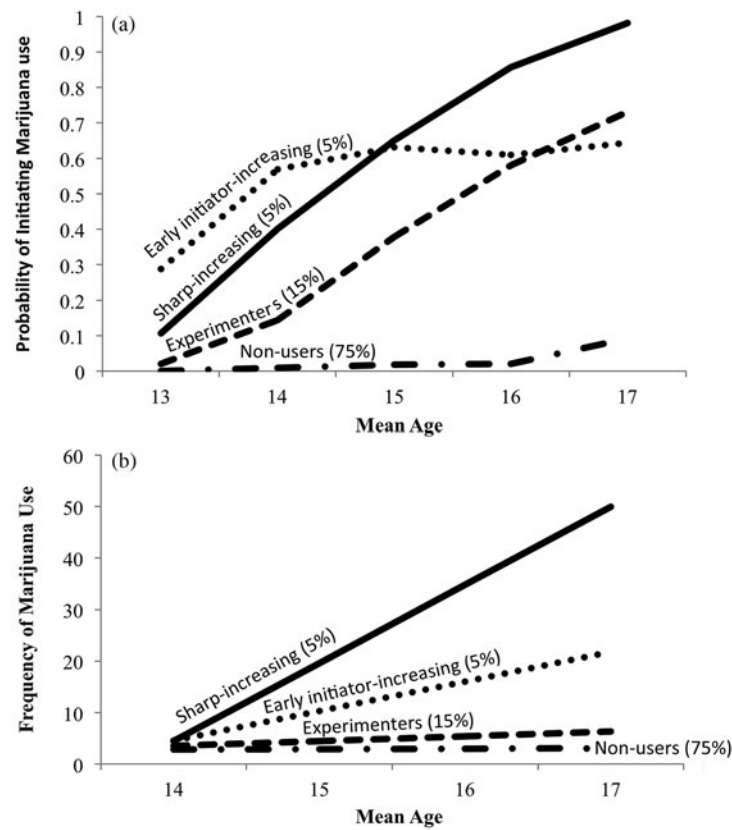 (a)
Probability of Initiating Marijuana use
1
0.9
0.8
0.7
0.6
0.5
0.4
0.3
0.2
0.1
0
Early initiator-increasing (5%)
Sharp-increasing (5%)
Experimenters (15%)
Non-users (75%)
13 14 15 16 17
Mean Age
(b)
Frequency of Marijuana Use
60
50
40
30
20
10
0
Sharp-increasing (5%)
Early initiator-increasing (5%)
Experimenters (15%)
Non-users (75%)
14 15 16 17
Mean Age